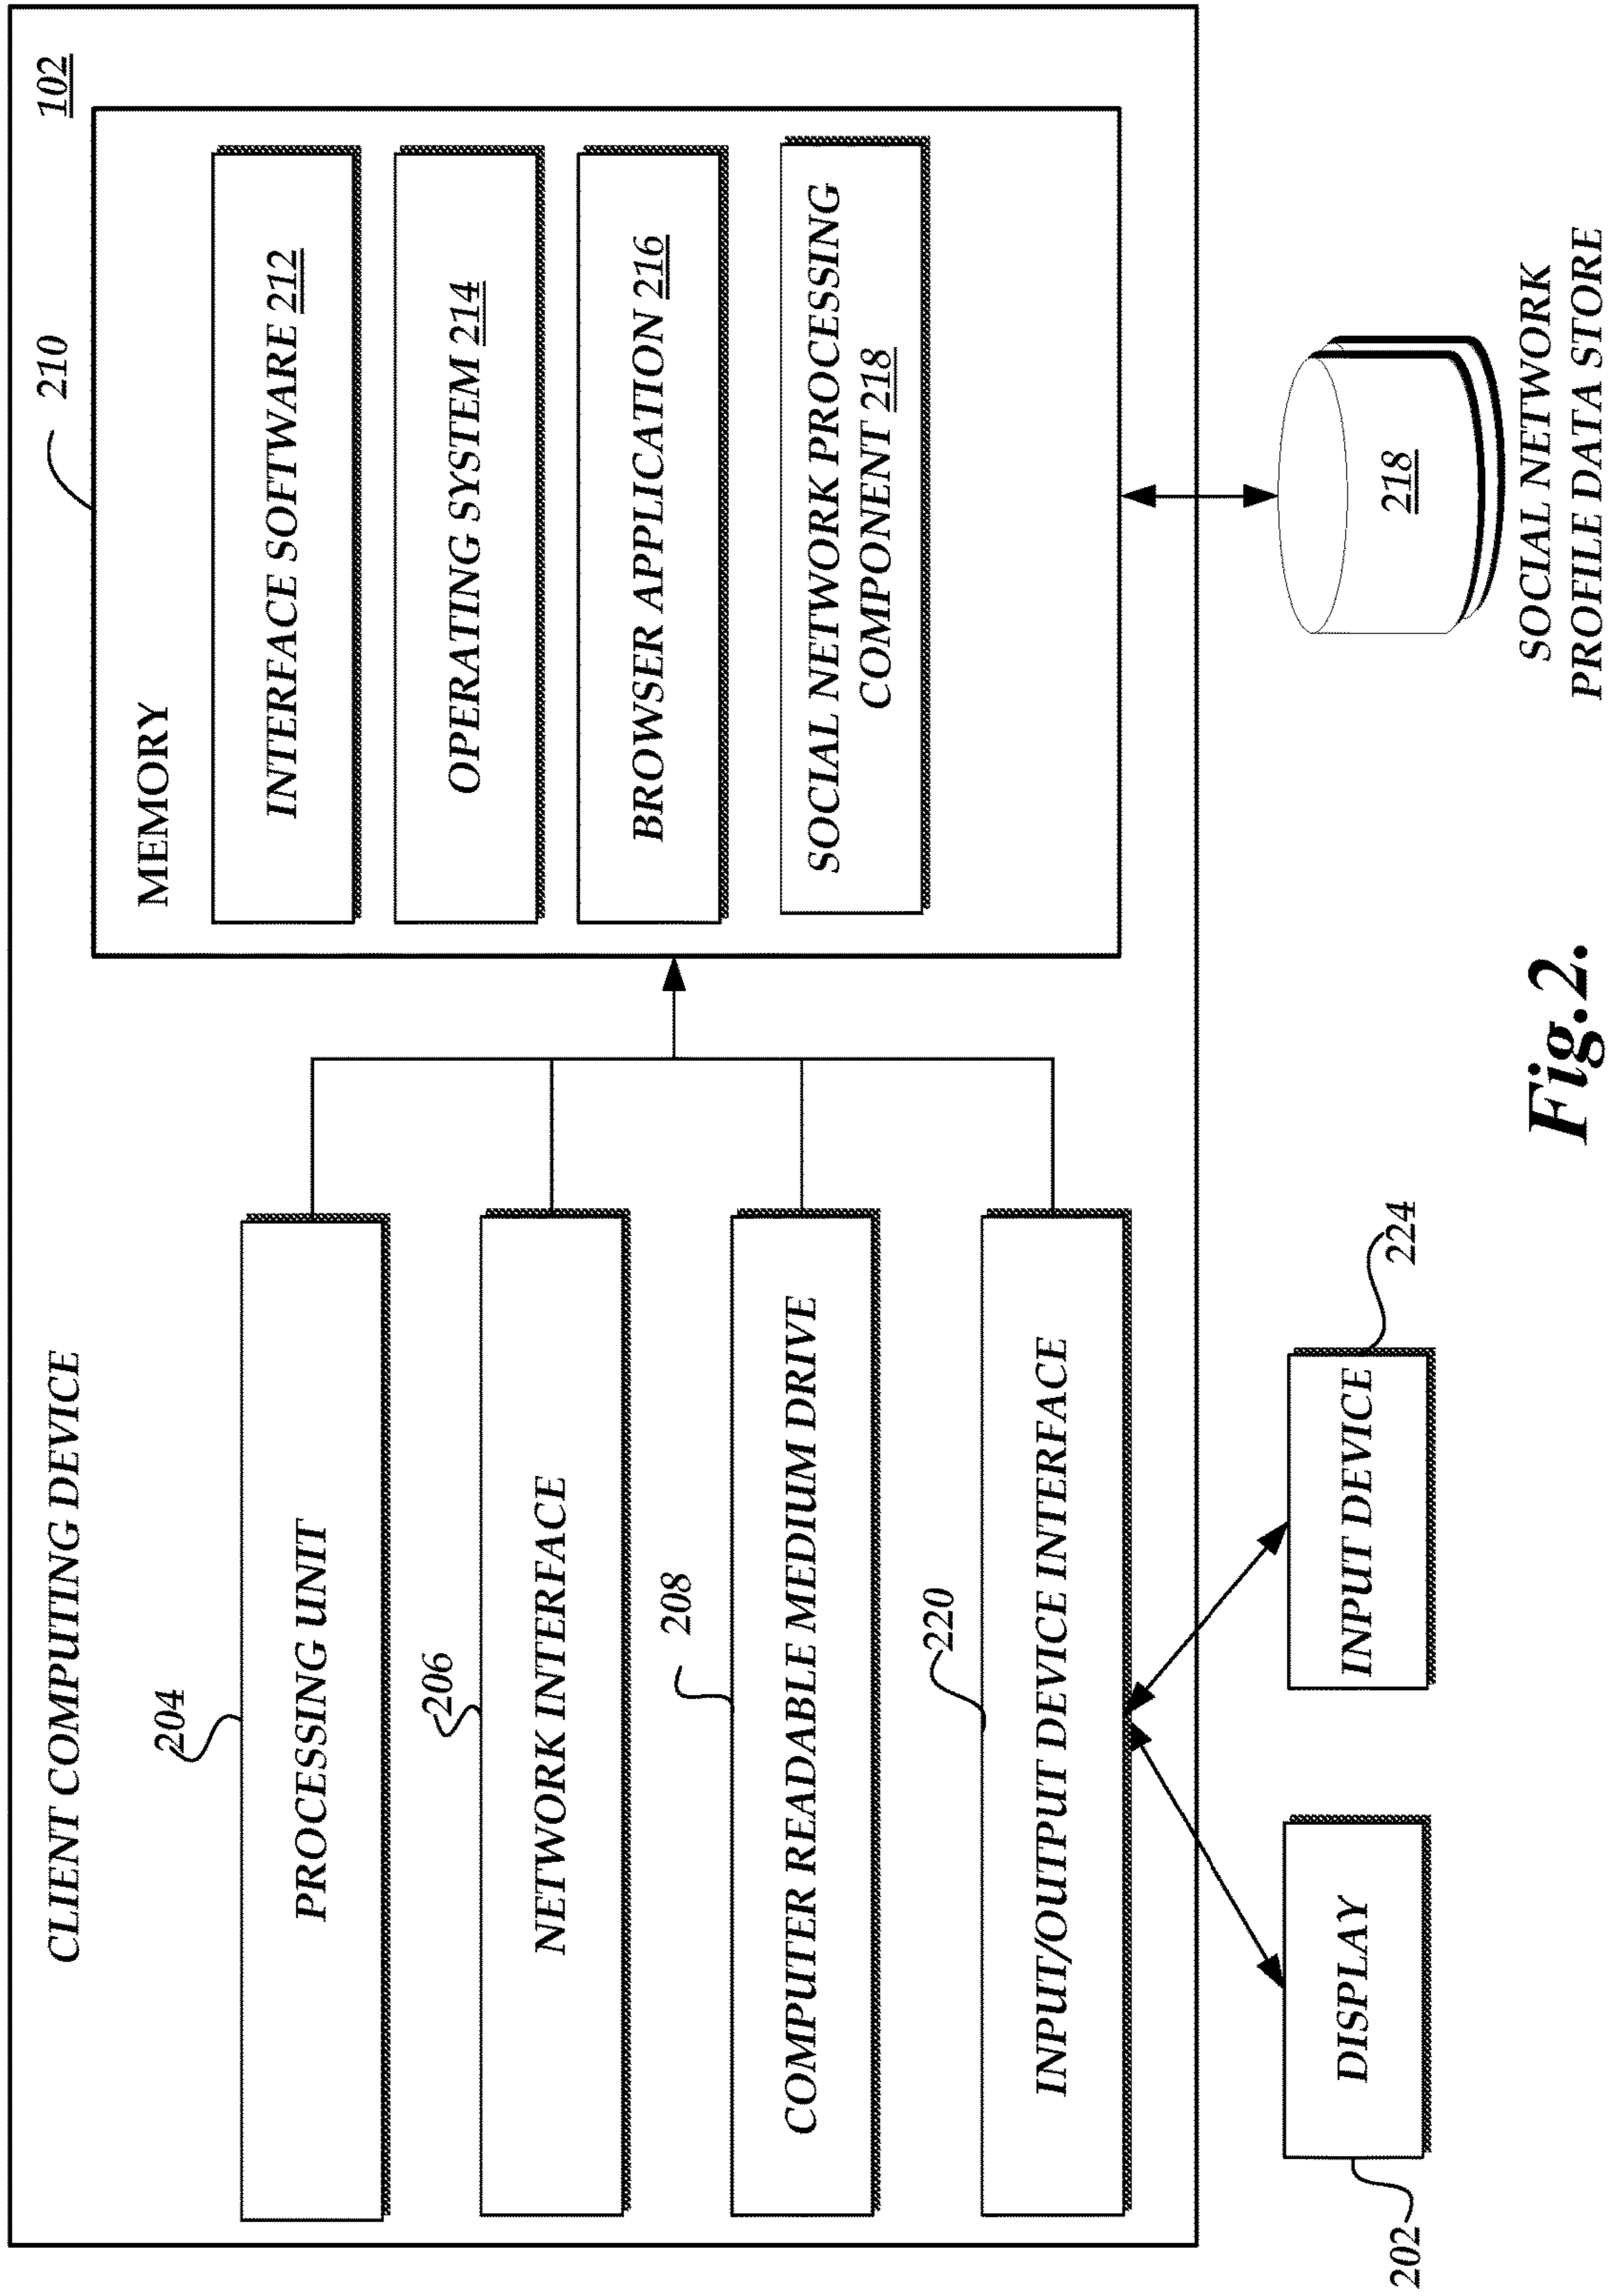 CLIENT COMPUTING DEVICE
102
204
PROCESSING UNIT
206
NETWORK INTERFACE
208
COMPUTER READABLE MEDIUM DRIVE
220
INPUT/OUTPUT DEVICE INTERFACE
210
MEMORY
INTERFACE SOFTWARE 212
OPERATING SYSTEM 214
BROWSER APPLICATION 216
SOCIAL NETWORK PROCESSING
COMPONENT 218
DISPLAY
202
INPUT DEVICE
224
218
SOCIAL NETWORK
PROFILE DATA STORE
Fig.2.